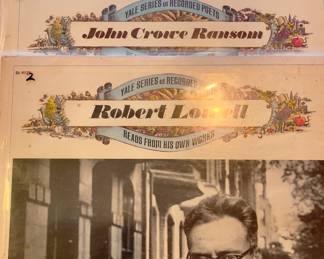 YALE SERIES OF RECORDED POETS
John Crowe Ransom
2
YALE SERIES OF RECORDED POETS
Robert Lowell
READS FROM HIS OWN WORKS